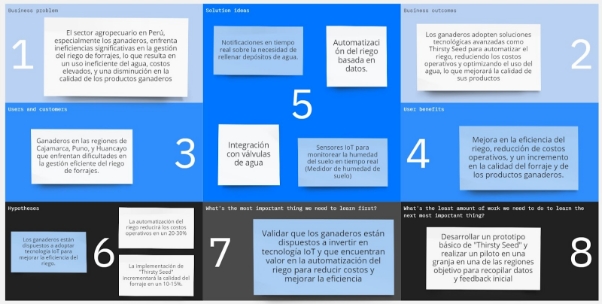 Business problem
1
El sector agropecuario en Perú,
especialmente los ganaderos, enfrenta
ineficiencias significativas en la gestión
del riego de forrajes, lo que resulta en
un uso ineficiente del agua, costos
elevados, y una disminución en la
calidad de los productos ganaderos
Solution ideas
Notificaciones en tiempo
real sobre la necesidad de
rellenar depósitos de agua.
Automatizaci
ón del riego
basada en
datos.
5
Integración
con válvulas
de agua
Sensores IoT para
monitorear la humedad
del suelo en tiempo real
(Medidor de humedad
de suelo)
Business outcomes
Los ganaderos adoptan soluciones
tecnológicas avanzadas como
Thirsty Seed para automatizar el
riego, reduciendo los costos
operativos y optimizando el uso del
agua, lo que mejorará la calidad de
sus productos
2
Users and customers
Ganaderos en las regiones de
Cajamarca, Puno, y Huancayo
que enfrentan dificultades en
la gestión eficiente del riego
de forrajes.
3
User benefits
4
Mejora en la eficiencia del
riego, reducción de costos
operativos, y un incremento
en la calidad del forraje y de
los productos ganaderos.
Hypotheses
Los ganaderos están
dispuestos a adoptar
tecnología IoT para
mejorar la eficiencia del
riego.
6
La automatización del
riego reducirá los costos
operativos en un 20-30%
La implementación de
"Thirsty Seed"
incrementará la calidad del
forraje en un 10-15%.
What's the most important thing we need to learn first?
7
Validar que los ganaderos están
dispuestos a invertir en
tecnología IoT y que encuentran
valor en la automatización del
riego para reducir costos y
mejorar la eficiencia
What's the least amount of work we need to do to learn the
next most important thing?
Desarrollar un prototipo
básico de "Thirsty Seed" y
realizar un piloto en una
granja en una de las regiones
objetivo para recopilar datos
y feedback inicial
8